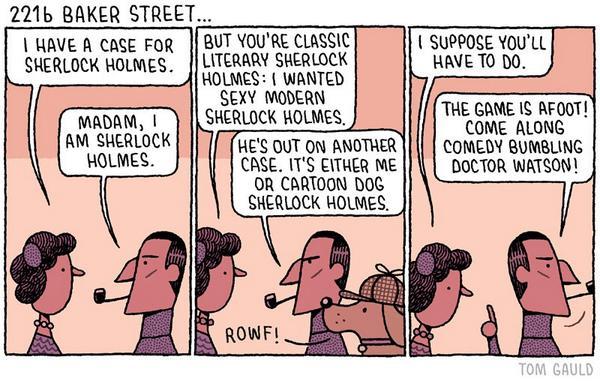 221b BAKER STREET...
I HAVE A CASE FOR
SHERLOCK HOLMES.
MADAM, I
AM SHERLOCK
HOLMES.
BUT YOU'RE CLASSIC
LITERARY SHERLOCK
HOLMES: I WANTED
SEXY MODERN
SHERLOCK HOLMES.
HE'S OUT ON ANOTHER
CASE. IT'S EITHER ME
OR CARTOON DOG
SHERLOCK HOLMES.
ROWF!
I SUPPOSE YOU'LL
HAVE TO DO.
THE GAME IS AFOOT!
COME ALONG
COMEDY BUMBLING
DOCTOR WATSON!
TOM GAULD